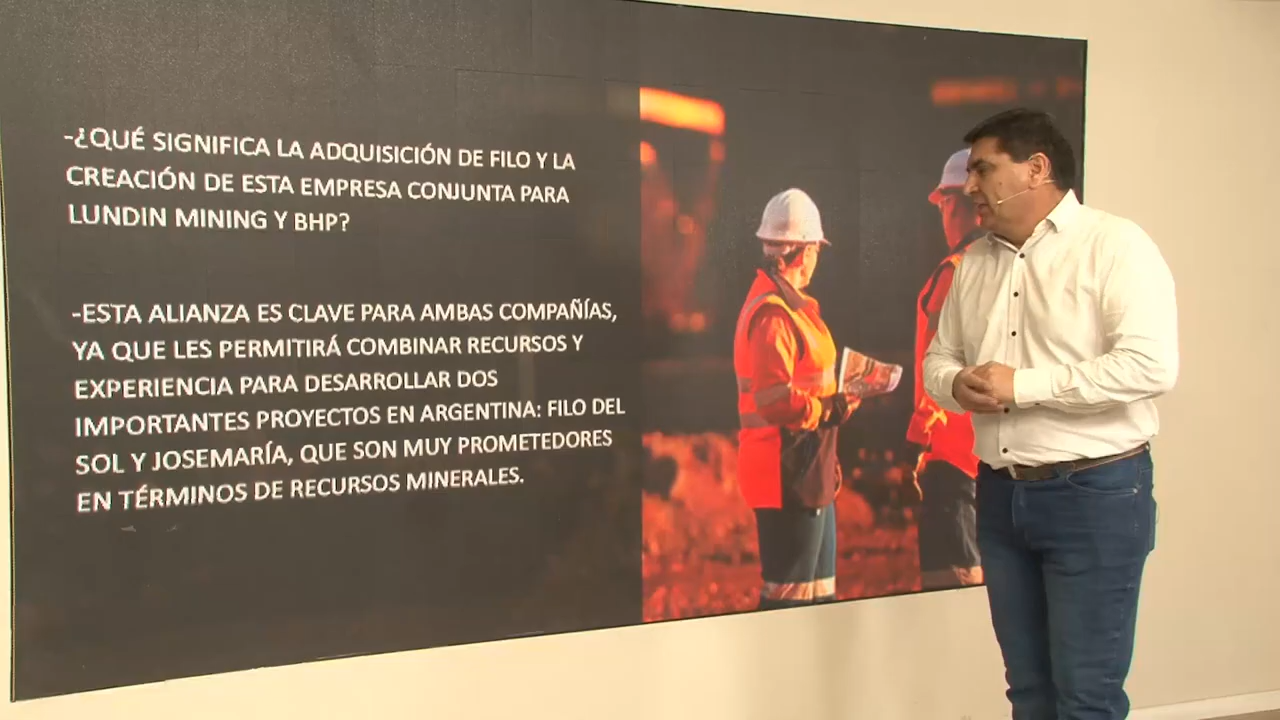 -¿QUÉ SIGNIFICA LA ADQUISICIÓN DE FILO Y LA
CREACIÓN DE ESTA EMPRESA CONJUNTA PARA
LUNDIN MINING Y BHP?
-ESTA ALIANZA ES CLAVE PARA AMBAS COMPAÑÍAS,
YA QUE LES PERMITIRÁ COMBINAR RECURSOS Y
EXPERIENCIA PARA DESARROLLAR DOS
IMPORTANTES PROYECTOS EN ARGENTINA: FILO DEL
SOL Y JOSEMARÍA, QUE SON MUY PROMETEDORES
EN TÉRMINOS DE RECURSOS MINERALES.